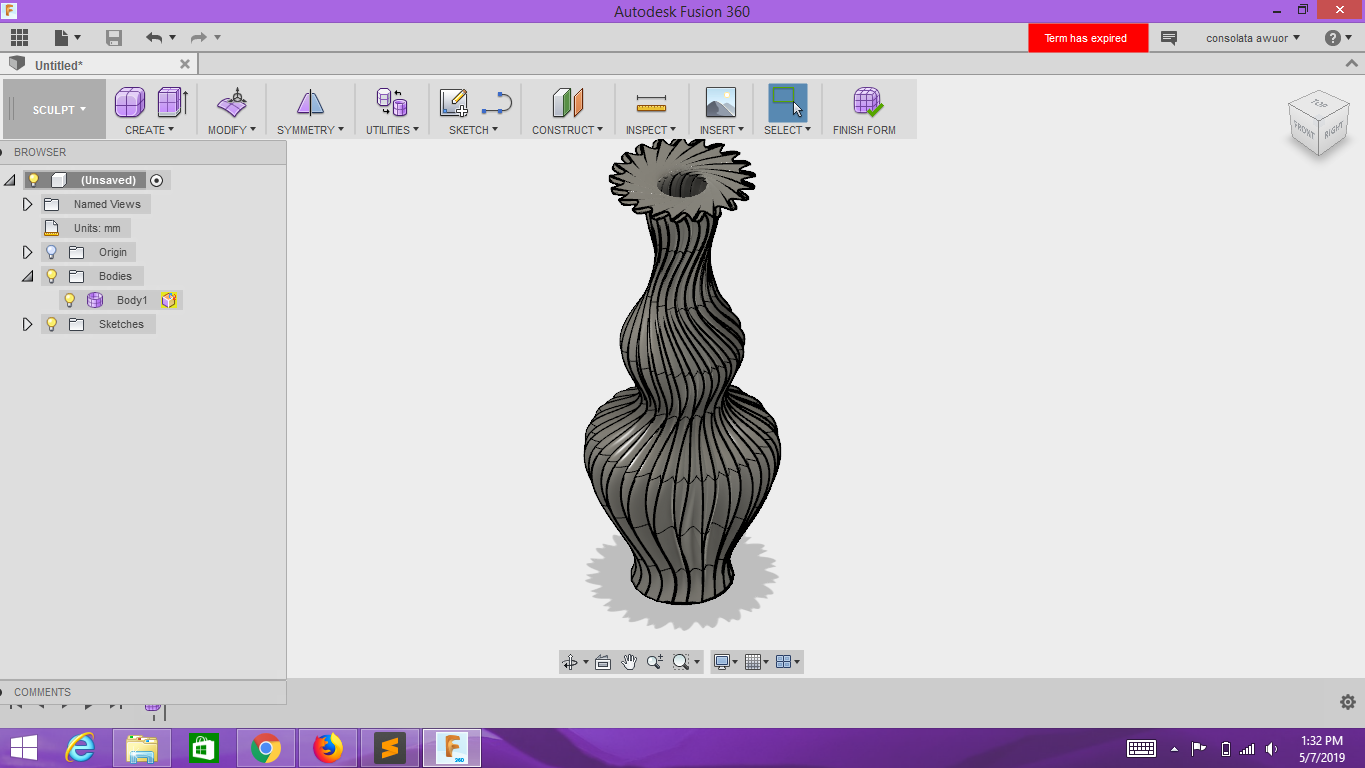 Autodesk Fusion 360
Term has expired
consolata awuor
Untitled*
SCULPT
CREATE
MODIFY
SYMMETRY
UTILITIES
SKETCH
CONSTRUCT
INSPECT
INSERT
SELECT
FINISH FORM
TOP
FRONT
RIGHT
BROWSER
(Unsaved)
Named Views
Units: mm
Origin
Bodies
Body1
Sketches
COMMENTS
360
1:32 PM
5/7/2019